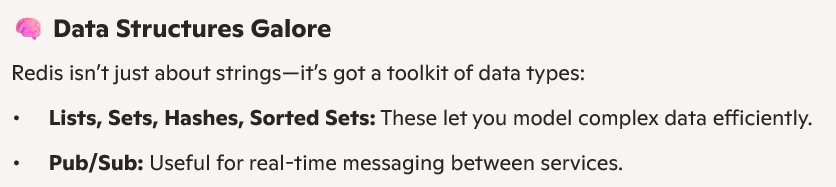 🧠 Data Structures Galore
Redis isn’t just about strings—it’s got a toolkit of data types:
• Lists, Sets, Hashes, Sorted Sets: These let you model complex data efficiently.
• Pub/Sub: Useful for real-time messaging between services.